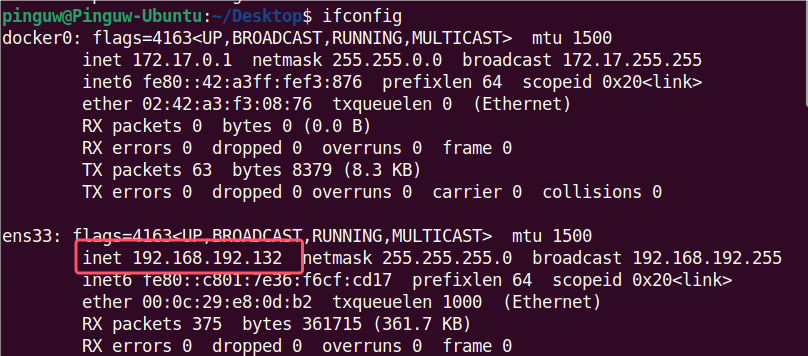 pinguw@Pinguw-Ubuntu:~/Desktop$ ifconfig
docker0: flags=4163<UP,BROADCAST,RUNNING,MULTICAST>  mtu 1500
        inet 172.17.0.1  netmask 255.255.0.0  broadcast 172.17.255.255
        inet6 fe80::42:a3ff:fef3:876  prefixlen 64  scopeid 0x20<link>
        ether 02:42:a3:f3:08:76  txqueuelen 0  (Ethernet)
        RX packets 0  bytes 0 (0.0 B)
        RX errors 0  dropped 0  overruns 0  frame 0
        TX packets 63  bytes 8379 (8.3 KB)
        TX errors 0  dropped 0 overruns 0  carrier 0  collisions 0

ens33: flags=4163<UP,BROADCAST,RUNNING,MULTICAST>  mtu 1500
        inet 192.168.192.132  netmask 255.255.255.0  broadcast 192.168.192.255
        inet6 fe80::c801:7e36:f6cf:cd17  prefixlen 64  scopeid 0x20<link>
        ether 00:0c:29:e8:0d:b2  txqueuelen 1000  (Ethernet)
        RX packets 375  bytes 361715 (361.7 KB)
        RX errors 0  dropped 0  overruns 0  frame 0